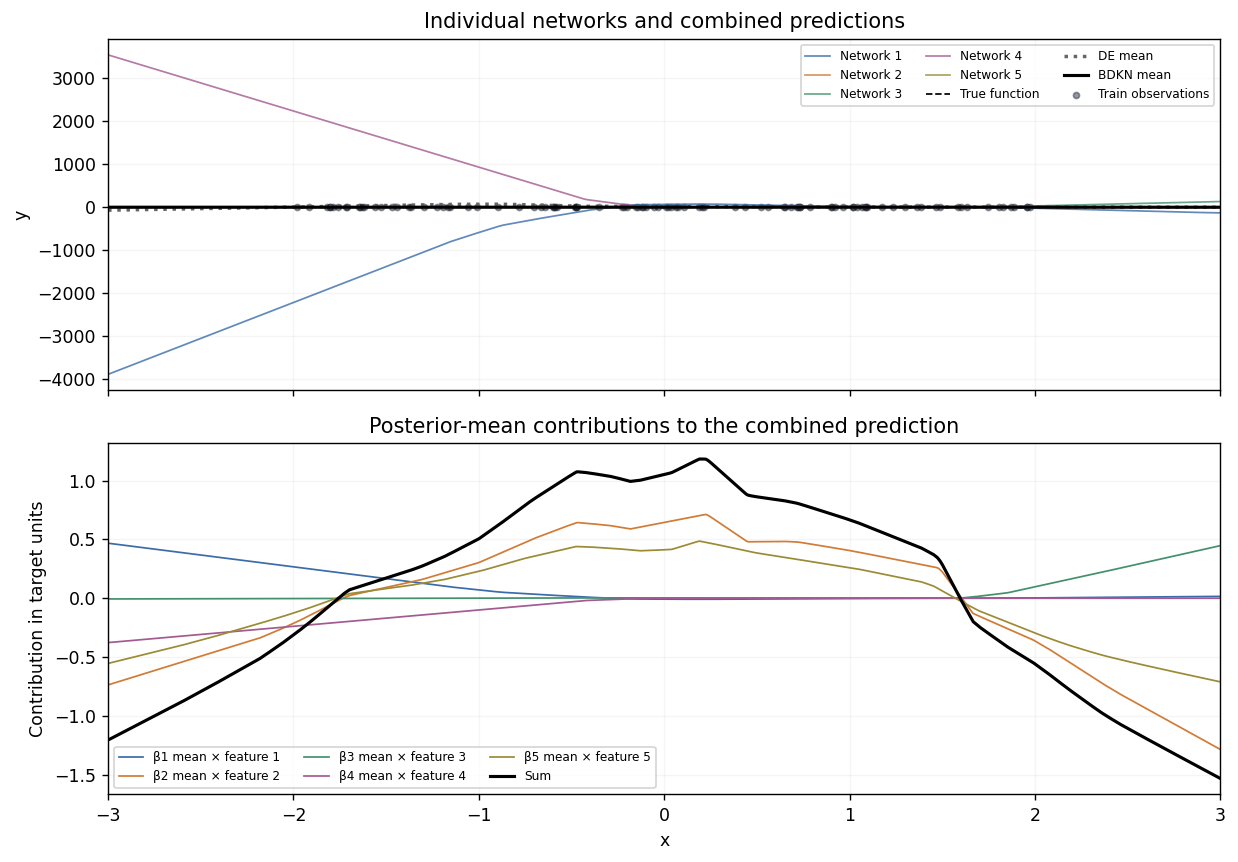 Individual networks and combined predictions
3000
2000
1000
0
−1000
−2000
−3000
−4000
y
Network 1 Network 4 DE mean
Network 2 Network 5 BDKN mean
Network 3 True function Train observations
Posterior-mean contributions to the combined prediction
1.0
0.5
0.0
−0.5
−1.0
−1.5
Contribution in target units
β1 mean × feature 1 β3 mean × feature 3 β5 mean × feature 5
β2 mean × feature 2 β4 mean × feature 4 Sum
−3 −2 −1 0 1 2 3
x